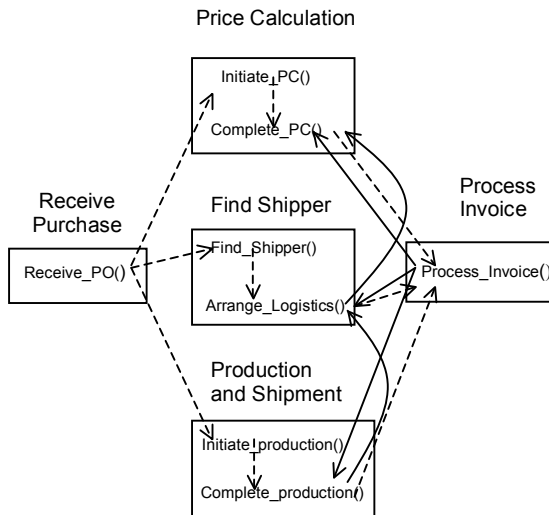 Price Calculation
Initiate_PC()
Complete_PC()
Receive
Purchase
Receive_PO()
Find Shipper
Find_Shipper()
Arrange_Logistics()
Process
Invoice
Process_Invoice()
Production
and Shipment
Initiate_production()
Complete_production()